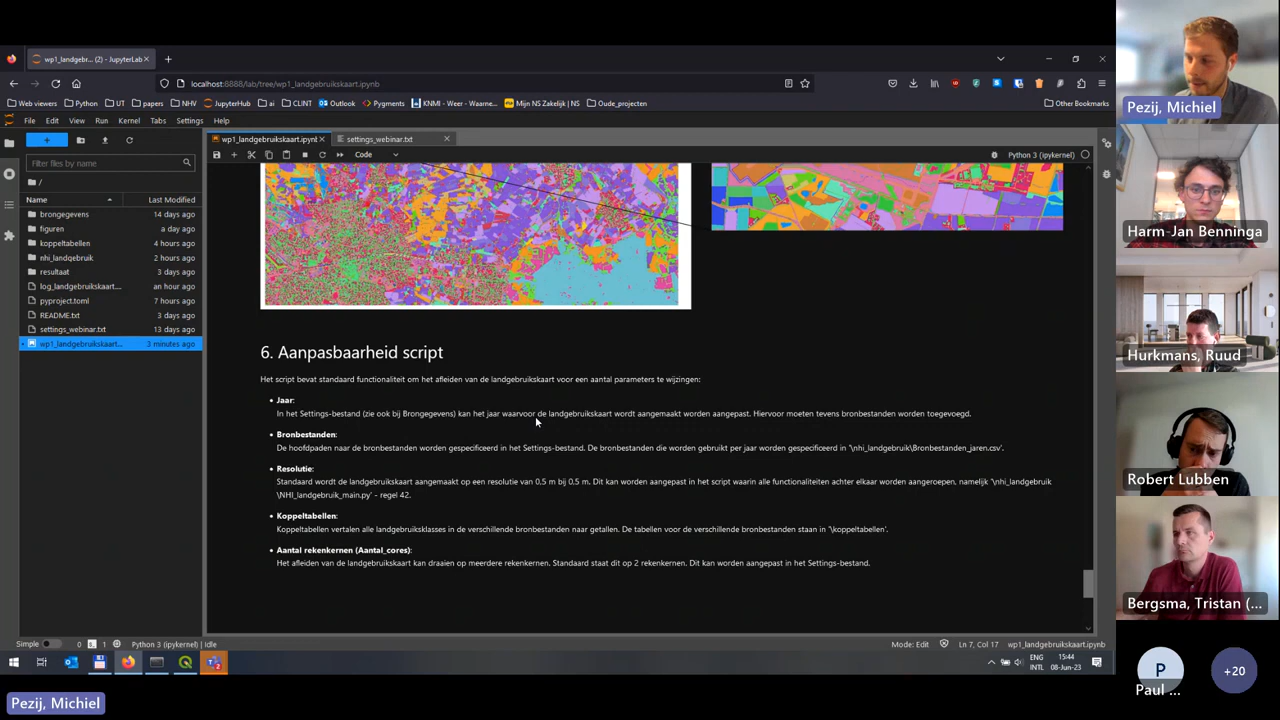 wp1_landgebr... (2) - JupyterLab
localhost:8888/lab/tree/wp1_landgebruikskaart.ipynb
Web viewers
Python
UT
papers
NHV
JupyterHub
ai
CLINT
Outlook
Pygments
KNMI - Weer - Waarne...
Mijn NS Zakelijk | NS
Oude_projecten
Other Bookmarks
File Edit View Run Kernel Tabs Settings Help
wp1_landgebruikskaart.ipynb
settings_webinar.txt
Filter files by name
Code
Python 3 (ipykernel)
/
Name Last Modified
brongegevens 14 days ago
figuren a day ago
koppeltabellen 4 hours ago
nhi_landgebruik 2 hours ago
resultaat 3 days ago
log_landgebruikskaart.... an hour ago
pyproject.toml 7 hours ago
README.txt 3 days ago
settings_webinar.txt 13 days ago
wp1_landgebruikskaart... 3 minutes ago
6. Aanpasbaarheid script
Het script bevat standaard functionaliteit om het afleiden van de landgebruikskaart voor een aantal parameters te wijzingen:
• Jaar:
In het Settings-bestand (zie ook bij Brongegevens) kan het jaar waarvoor de landgebruikskaart wordt aangemaakt worden aangepast. Hiervoor moeten tevens bronbestanden worden toegevoegd.
• Bronbestanden:
De hoofdpaden naar de bronbestanden worden gespecificeerd in het Settings-bestand. De bronbestanden die worden gebruikt per jaar worden gespecificeerd in '\nhi_landgebruik\Bronbestanden_jaren.csv'.
• Resolutie:
Standaard wordt de landgebruikskaart aangemaakt op een resolutie van 0,5 m bij 0,5 m. Dit kan worden aangepast in het script waarin alle functionaliteiten achter elkaar worden aangeroepen, namelijk '\nhi_landgebruik
\NHI_landgebruik_main.py' - regel 42.
• Koppeltabellen:
Koppeltabellen vertalen alle landgebruiksklasses in de verschillende bronbestanden naar getallen. De tabellen voor de verschillende bronbestanden staan in '\koppeltabellen'.
• Aantal rekenkernen (Aantal_cores):
Het afleiden van de landgebruikskaart kan draaien op meerdere rekenkernen. Standaard staat dit op 2 rekenkernen. Dit kan worden aangepast in het Settings-bestand.
Simple 0 1 Python 3 (ipykernel) | Idle
Mode: Edit Ln 7, Col 17 wp1_landgebruikskaart.ipynb
ENG
INTL
15:44
08-Jun-23
Pezij, Michiel
Pezij, Michiel
Harm-Jan Benninga
Hurkmans, Ruud
Robert Lubben
Bergsma, Tristan (...
P
Paul ...
+20